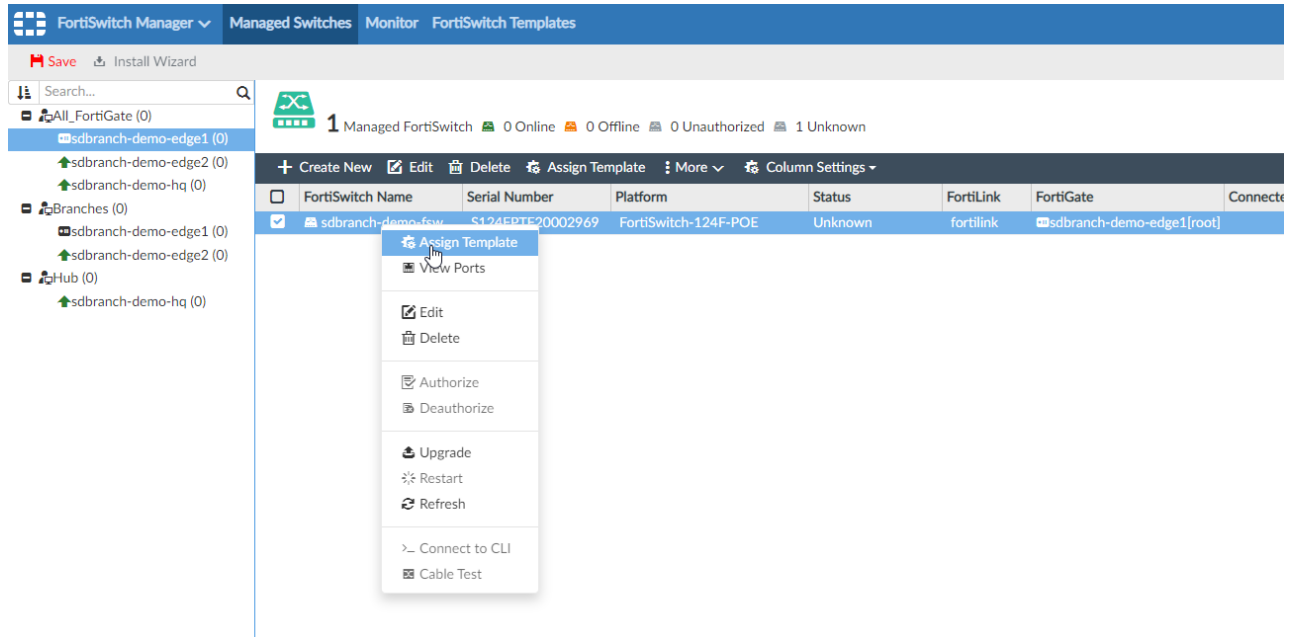 FortiSwitch Manager Managed Switches Monitor FortiSwitch Templates
Save Install Wizard
Search...
All_FortiGate (0)
sdbranch-demo-edge1 (0)
sdbranch-demo-edge2 (0)
sdbranch-demo-hq (0)
Branches (0)
sdbranch-demo-edge1 (0)
sdbranch-demo-edge2 (0)
Hub (0)
sdbranch-demo-hq (0)
1 Managed FortiSwitch 0 Online 0 Offline 0 Unauthorized 1 Unknown
+ Create New Edit Delete Assign Template More Column Settings
FortiSwitch Name Serial Number Platform Status FortiLink FortiGate Connecte
sdbranch-demo-fsw S124FPTF20002969 FortiSwitch-124F-POE Unknown fortilink sdbranch-demo-edge1[root]
Assign Template
View Ports
Edit
Delete
Authorize
Deauthorize
Upgrade
Restart
Refresh
>_ Connect to CLI
Cable Test